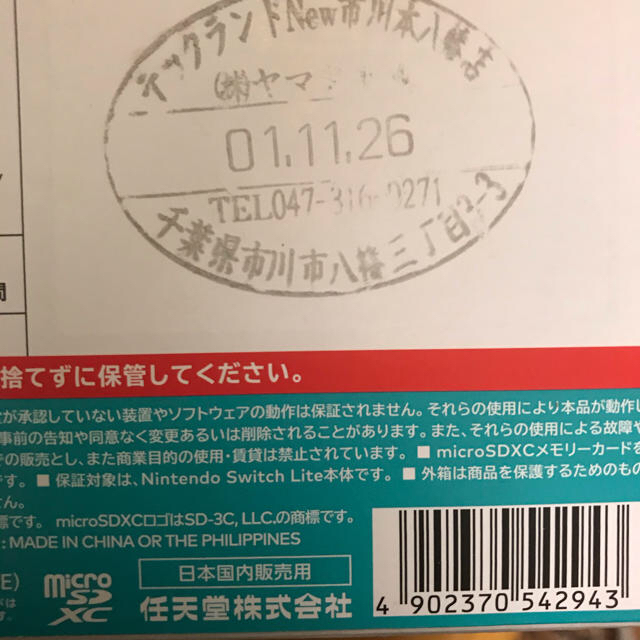 テックランドNew市川本八幡店
(株)ヤマ
01.11.26
TEL047-316-0271
千葉県市川市八幡三丁目3-3
捨てずに保管してください。
が承認していない装置やソフトウェアの動作は保証されません。それらの使用により本品が動作し
事前の告知や同意なく変更あるいは削除されることがあります。また、それらの使用による故障や
での販売とし、また商業目的の使用・賃貸は禁止されています。 ■ microSDXCメモリーカードを
です。 ■ 保証対象は、Nintendo Switch Lite本体です。 ■ 外箱は商品を保護するためのもの
せん。
標です。 microSDXCロゴはSD-3C, LLC.の商標です。
: MADE IN CHINA OR THE PHILIPPINES
E)
micro SD XC
日本国内販売用
任天堂株式会社
4 902370 542943